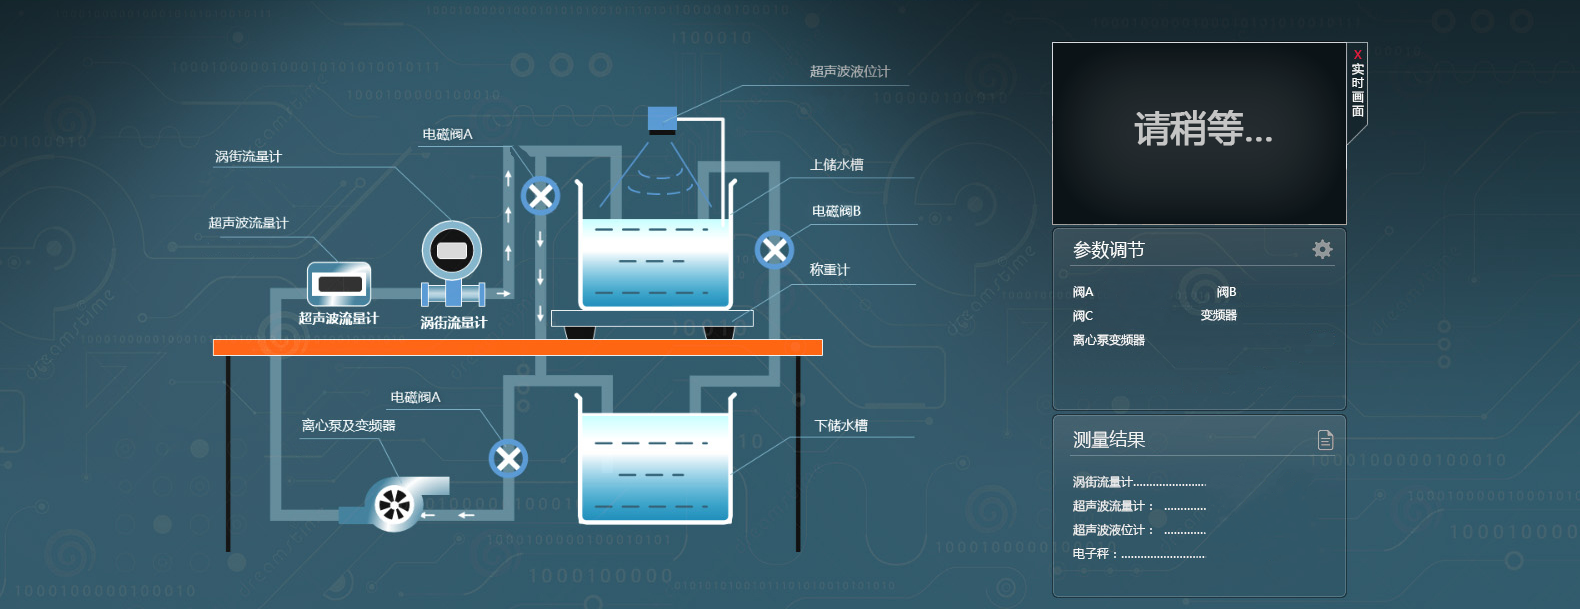 超声波液位计
电磁阀A
涡街流量计
上储水槽
超声波流量计
电磁阀B
称重计
超声波流量计
涡街流量计
电磁阀A
离心泵及变频器
下储水槽
请稍等...
X
实时画面
参数调节
阀A
阀B
阀C
变频器
离心泵变频器
测量结果
涡街流量计.......................
超声波流量计： .............
超声波液位计： .............
电子秤：..........................